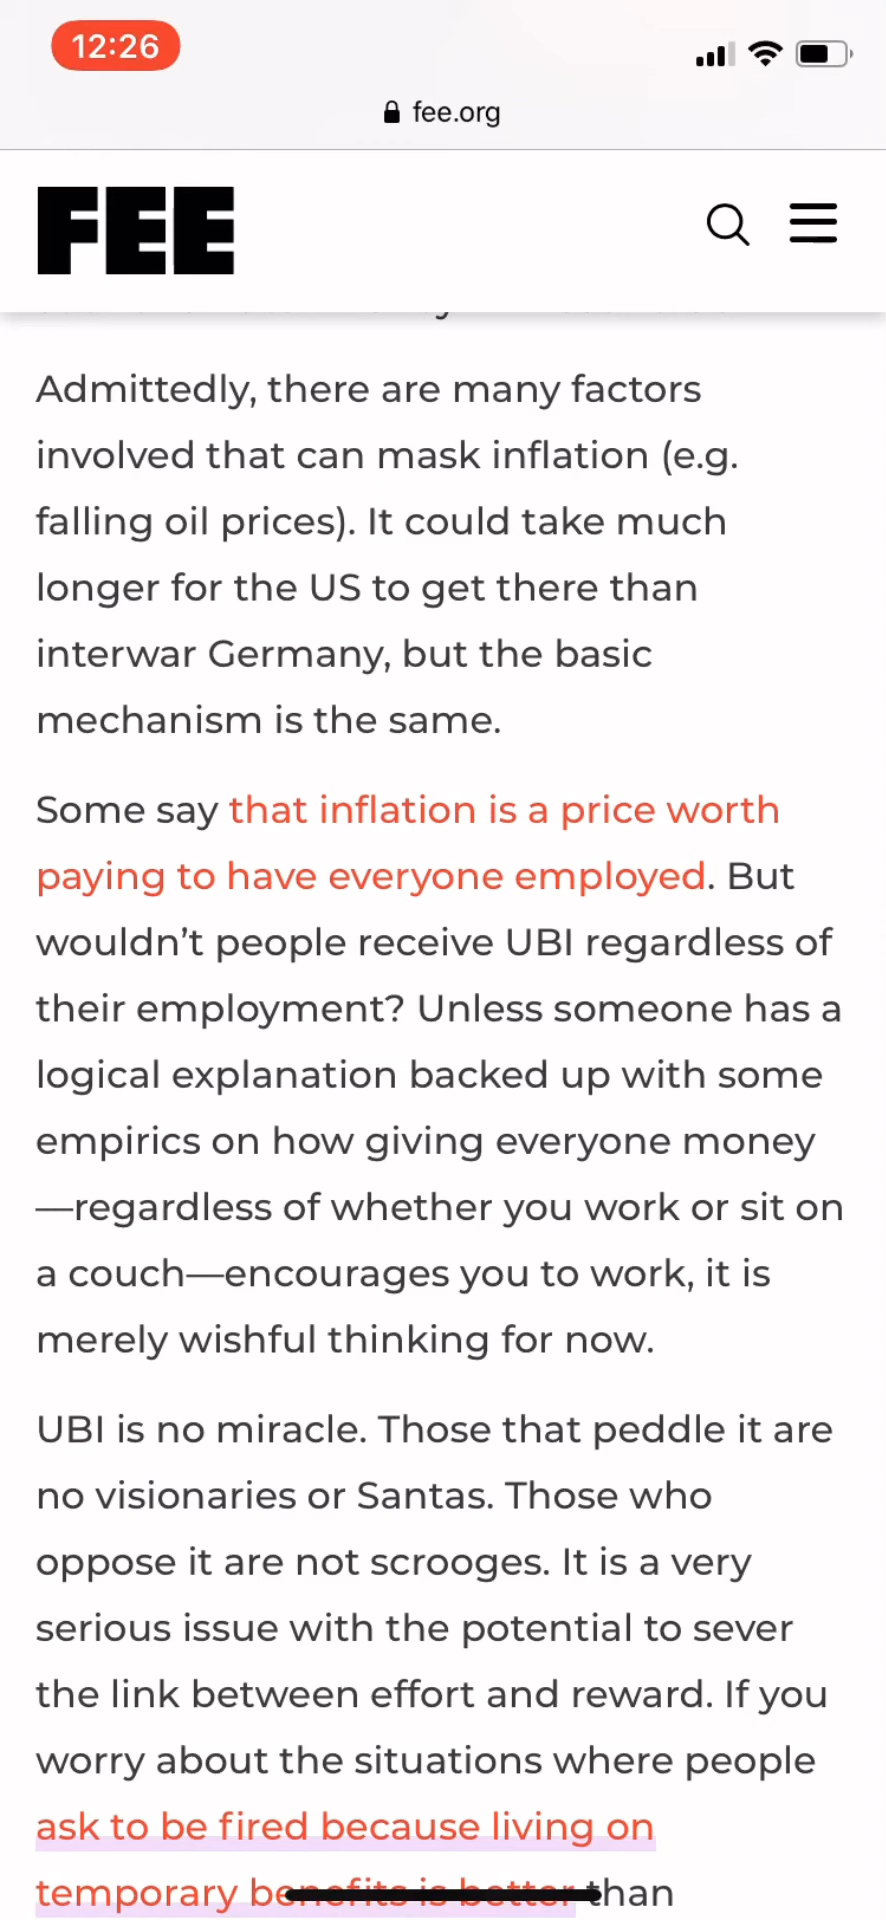 12:26
fee.org
FEE
Admittedly, there are many factors
involved that can mask inflation (e.g.
falling oil prices). It could take much
longer for the US to get there than
interwar Germany, but the basic
mechanism is the same.
Some say that inflation is a price worth
paying to have everyone employed. But
wouldn’t people receive UBI regardless of
their employment? Unless someone has a
logical explanation backed up with some
empirics on how giving everyone money
—regardless of whether you work or sit on
a couch—encourages you to work, it is
merely wishful thinking for now.
UBI is no miracle. Those that peddle it are
no visionaries or Santas. Those who
oppose it are not scrooges. It is a very
serious issue with the potential to sever
the link between effort and reward. If you
worry about the situations where people
ask to be fired because living on
temporary benefits is better than